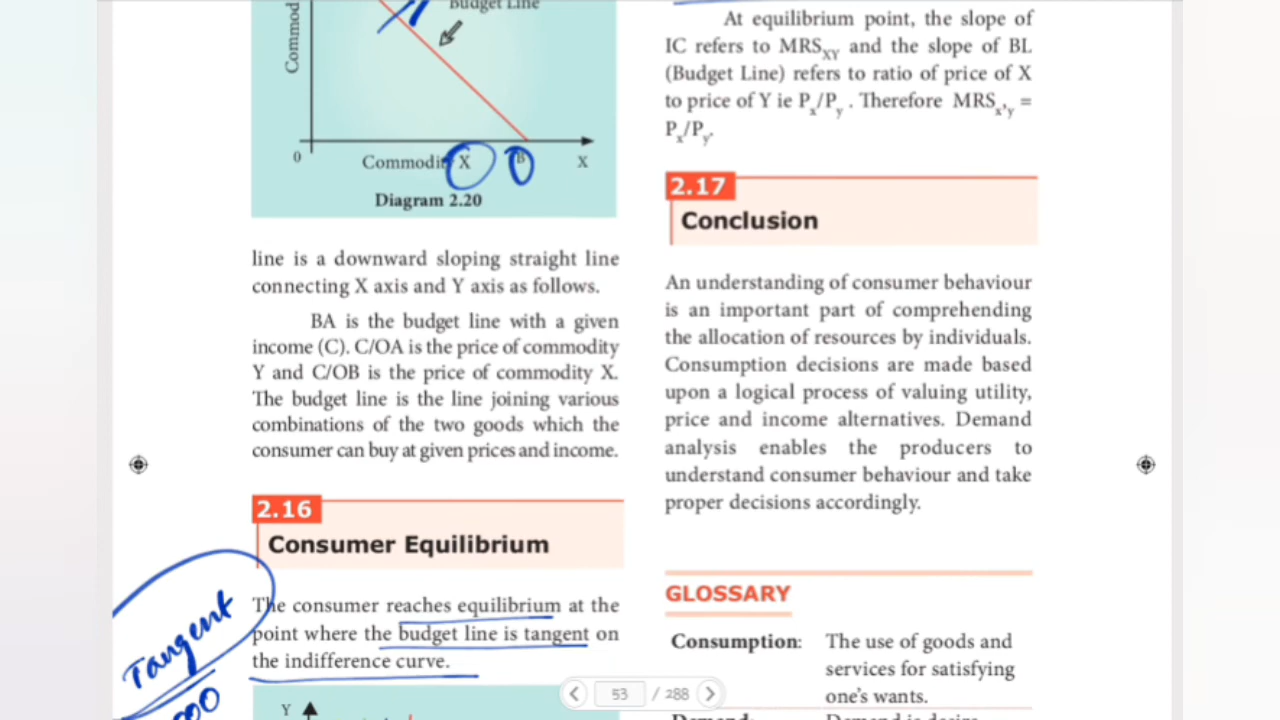 Commod
Budget Line
0
Commodit X
B
X
Diagram 2.20
line is a downward sloping straight line
connecting X axis and Y axis as follows.
BA is the budget line with a given
income (C). C/OA is the price of commodity
Y and C/OB is the price of commodity X.
The budget line is the line joining various
combinations of the two goods which the
consumer can buy at given prices and income.
2.16
Consumer Equilibrium
The consumer reaches equilibrium at the
point where the budget line is tangent on
the indifference curve.
Tangent
Y
At equilibrium point, the slope of
IC refers to MRSXY and the slope of BL
(Budget Line) refers to ratio of price of X
to price of Y ie Px/Py . Therefore MRSx,y =
Px/Py.
2.17
Conclusion
An understanding of consumer behaviour
is an important part of comprehending
the allocation of resources by individuals.
Consumption decisions are made based
upon a logical process of valuing utility,
price and income alternatives. Demand
analysis enables the producers to
understand consumer behaviour and take
proper decisions accordingly.
GLOSSARY
Consumption: The use of goods and
services for satisfying
one's wants.
53 / 288